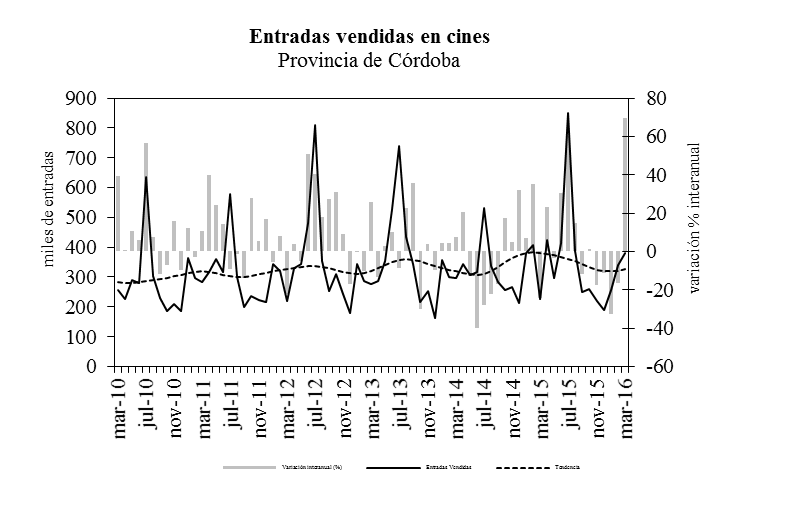 Entradas vendidas en cines
Provincia de Córdoba
miles de entradas
900
800
700
600
500
400
300
200
100
0
80
60
40
20
0
-20
-40
-60
variación % interanual
mar-10
jul-10
nov-10
mar-11
jul-11
nov-11
mar-12
jul-12
nov-12
mar-13
jul-13
nov-13
mar-14
jul-14
nov-14
mar-15
jul-15
nov-15
mar-16
Variación interanual (%) Entradas Vendidas Tendencia